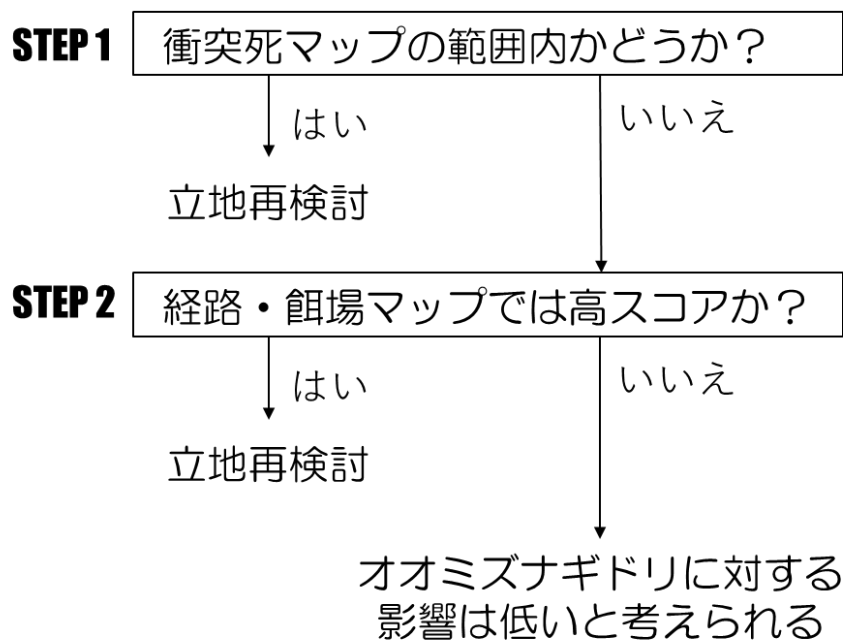 STEP 1 衝突死マップの範囲内かどうか？
はい いいえ
立地再検討
STEP 2 経路・餌場マップでは高スコアか？
はい いいえ
立地再検討
オオミズナギドリに対する
影響は低いと考えられる